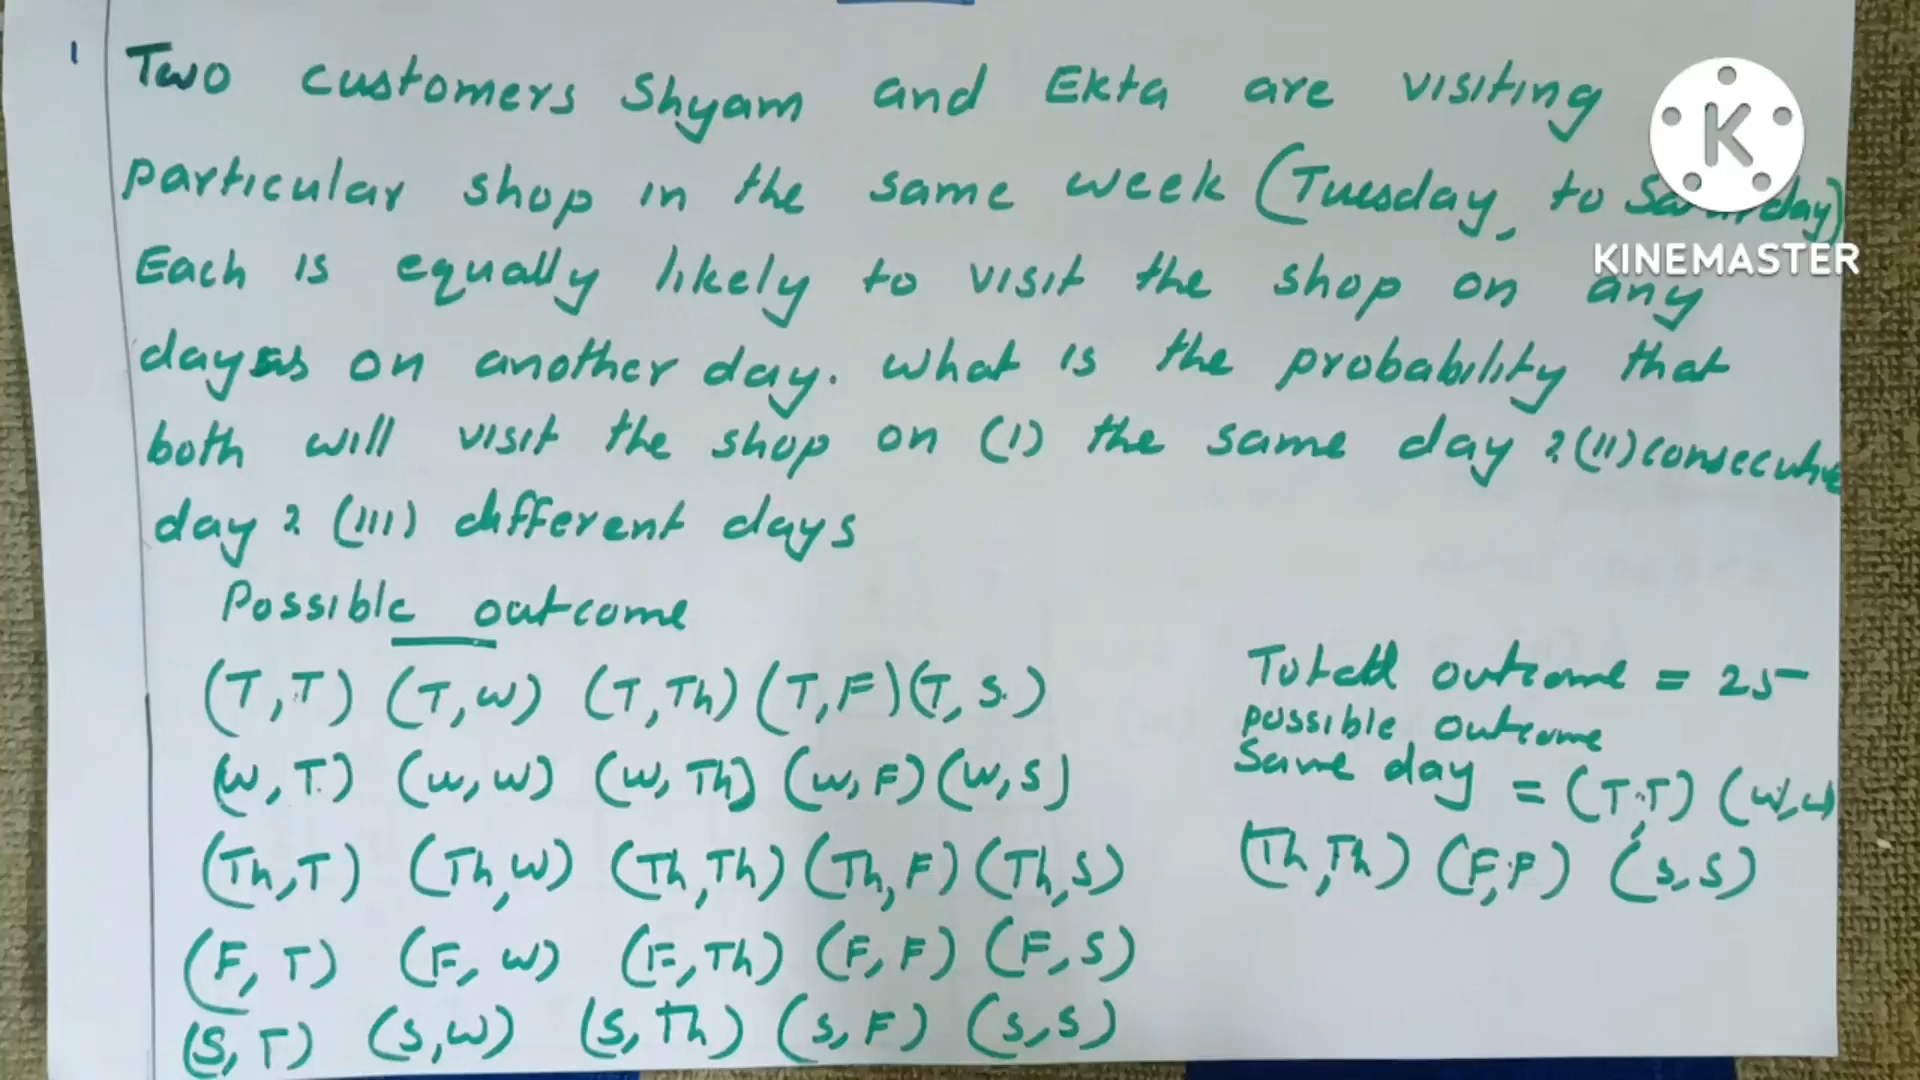 1
Two customers Shyam and Ekta are visiting
particular shop in the same week (Tuesday, to Saturday)
Each is equally likely to visit the shop on any
day as on another day. What is the probability that
both will visit the shop on (I) the same day? (II) consecutive
day? (III) different days
Possible outcome
(T,T) (T,W) (T,Th) (T,F) (T,S)
(W,T) (W,W) (W,Th) (W,F) (W,S)
(Th,T) (Th,W) (Th,Th) (Th,F) (Th,S)
(F,T) (F,W) (F,Th) (F,F) (F,S)
(S,T) (S,W) (S,Th) (S,F) (S,S)
Total outcome = 25
possible outcome
Same day = (T,T) (W,W)
(Th,Th) (F,F) (S,S)
K
KINEMASTER